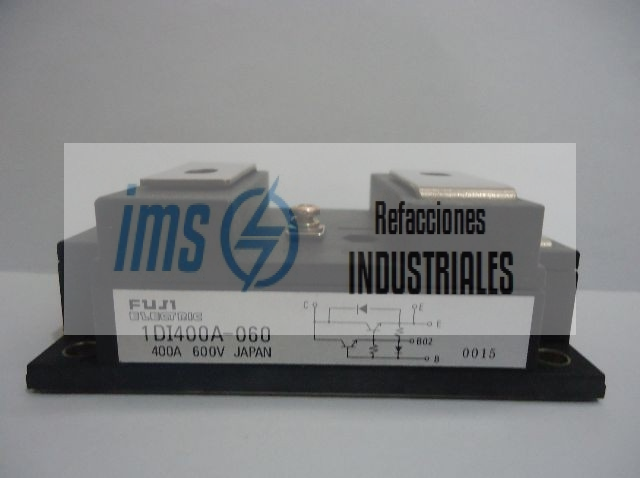 ims
Refacciones
INDUSTRIALES
FUJI
ELECTRIC
1DI400A-060
400A 600V JAPAN
C
E
E
B02
B
0015